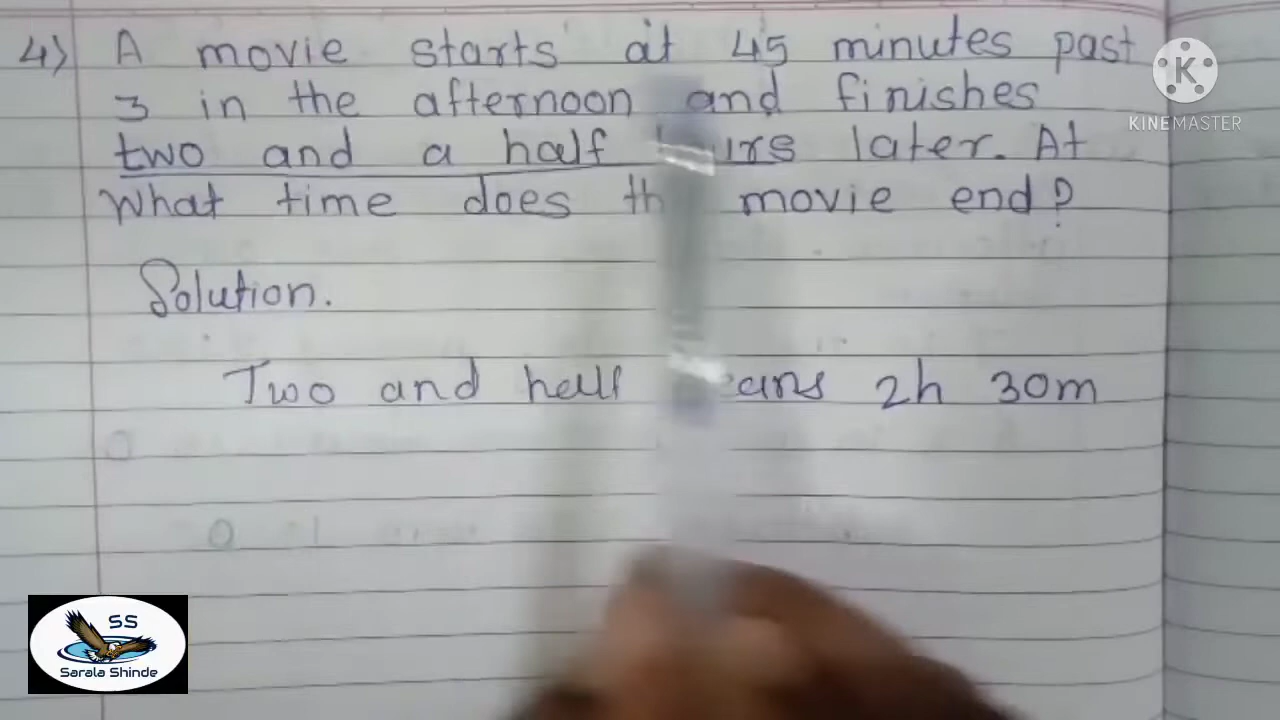 4) A movie starts at 45 minutes past
3 in the afternoon and finishes
two and a half later. At
What time does movie end?
Solution.
Two and half 2h 30m
K
KINEMASTER
SS
Sarala Shinde